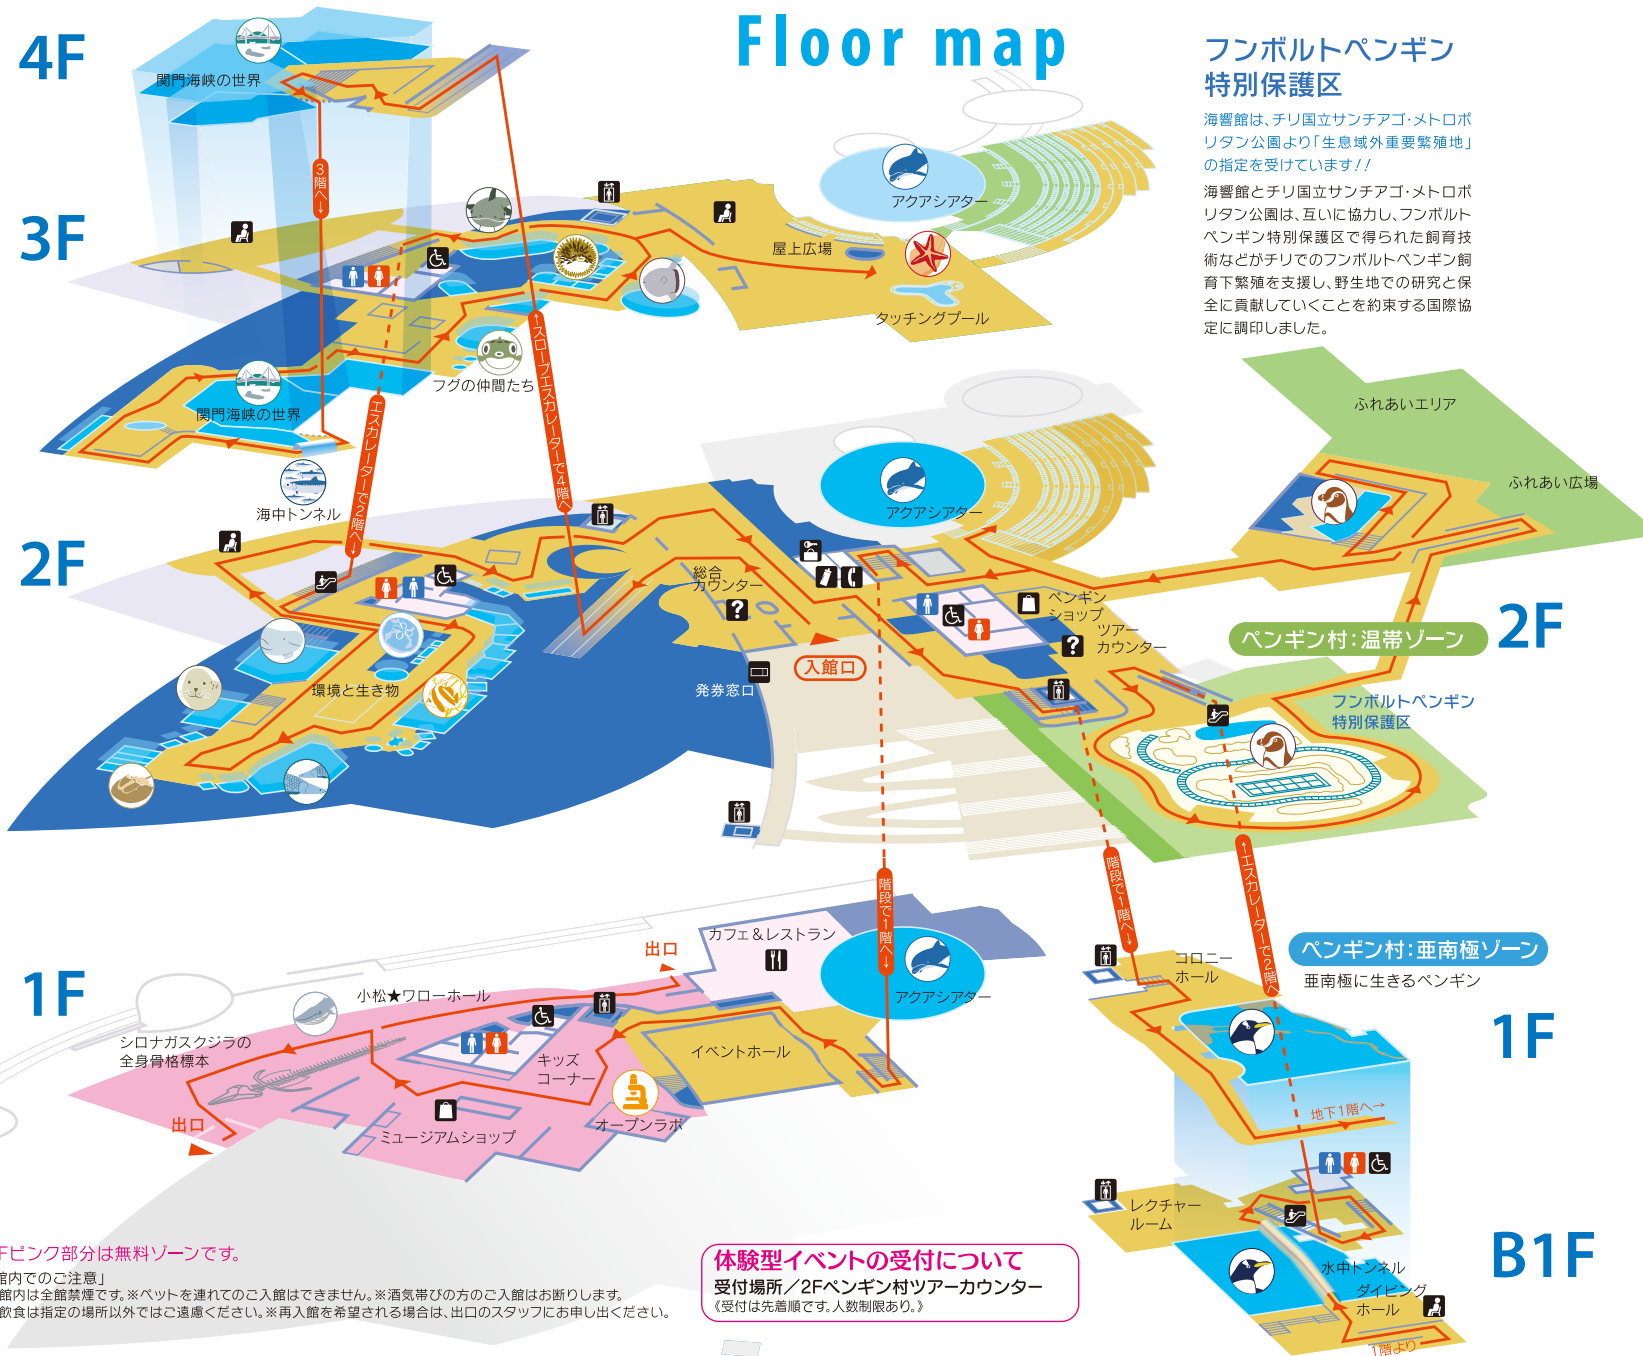 Floor map
4F
関門海峡の世界
3階へ↓
フンボルトペンギン
特別保護区
海響館は、チリ国立サンチアゴ・メトロポ
リタン公園より「生息域外重要繁殖地」
の指定を受けています!!
海響館とチリ国立サンチアゴ・メトロポ
リタン公園は、互いに協力し、フンボルト
ペンギン特別保護区で得られた飼育技
術などがチリでのフンボルトペンギン飼
育下繁殖を支援し、野生地での研究と保
全に貢献していくことを約束する国際協
定に調印しました。
3F
アクアシアター
屋上広場
タッチングプール
フグの仲間たち
関門海峡の世界
海中トンネル
エスカレーターで2階へ↓
↑スロープエスカレーターで4階へ
2F
アクアシアター
総合
カウンター
?
ペンギン
ショップ
?
ツアー
カウンター
入館口
発券窓口
環境と生き物
ふれあいエリア
ふれあい広場
ペンギン村:温帯ゾーン
2F
フンボルトペンギン
特別保護区
階段で1階へ↓
階段で1階へ↓
↑エスカレーターで2階へ
1F
出口
カフェ&レストラン
アクアシアター
小松★ワローホール
シロナガスクジラの
全身骨格標本
キッズ
コーナー
イベントホール
オープンラボ
ミュージアムショップ
出口
ペンギン村:亜南極ゾーン
亜南極に生きるペンギン
コロニー
ホール
1F
地下1階へ→
レクチャー
ルーム
B1F
水中トンネル
ダイビング
ホール
1階より
Fピンク部分は無料ゾーンです。
館内でのご注意」
館内は全館禁煙です。※ペットを連れてのご入館はできません。※酒気帯びの方のご入館はお断りします。
飲食は指定の場所以外ではご遠慮ください。※再入館を希望される場合は、出口のスタッフにお申し出ください。
体験型イベントの受付について
受付場所/2Fペンギン村ツアーカウンター
《受付は先着順です。人数制限あり。》